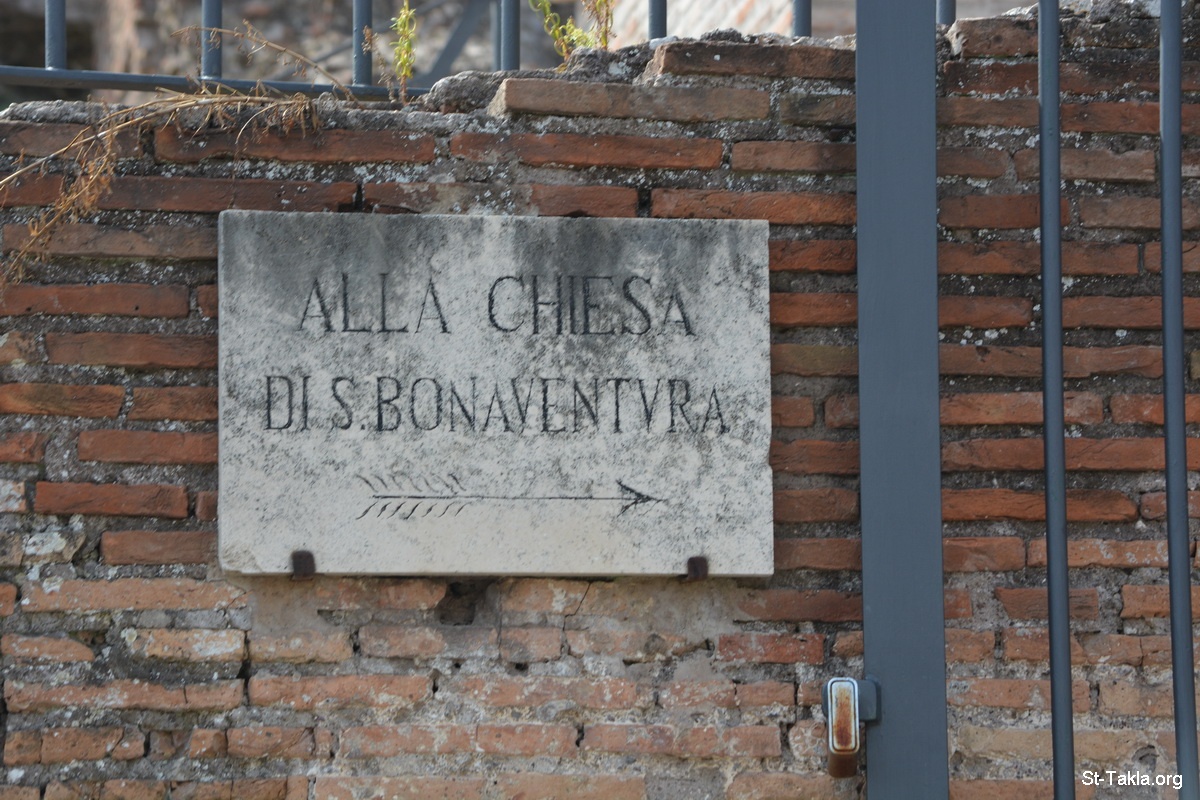 ALLA CHIESA
DI S. BONAVENTVRA
St-Takla.org